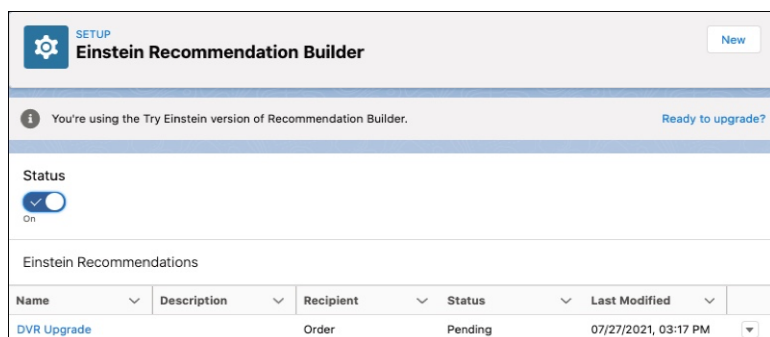 SETUP
Einstein Recommendation Builder
New
You're using the Try Einstein version of Recommendation Builder. Ready to upgrade?
Status
On
Einstein Recommendations
Name Description Recipient Status Last Modified
DVR Upgrade Order Pending 07/27/2021, 03:17 PM